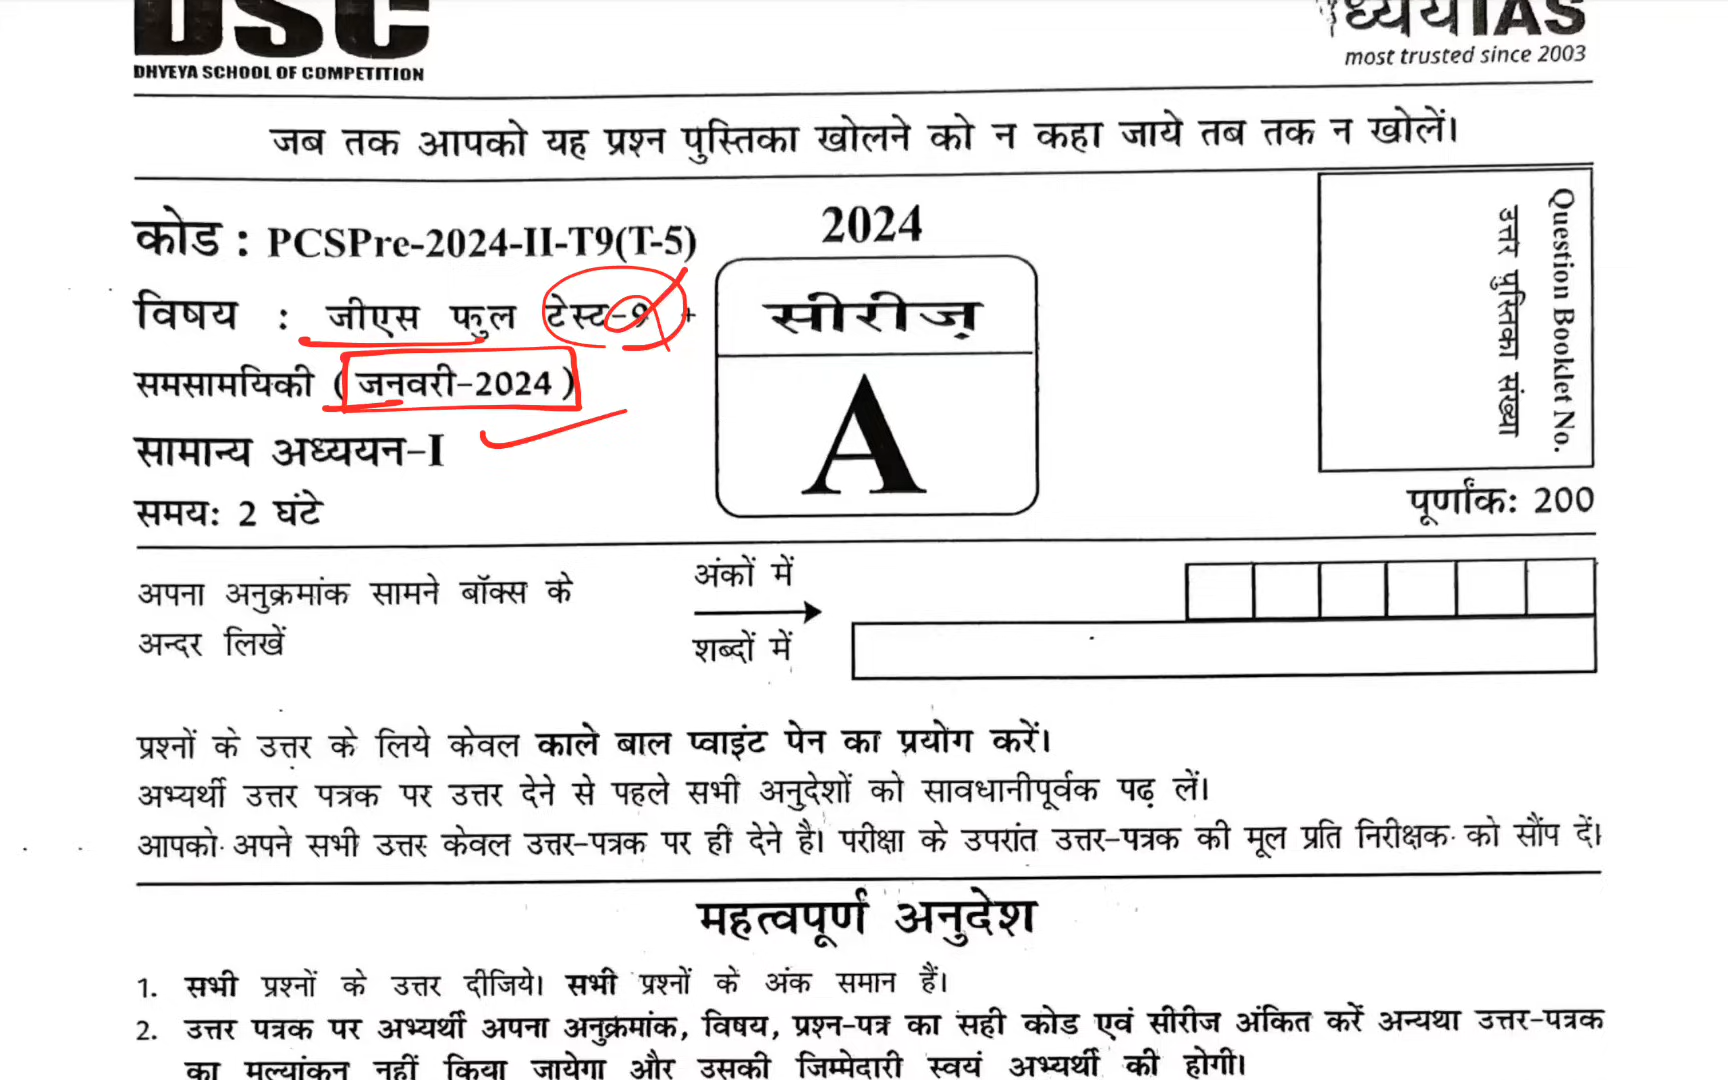 DSC
DHYEYA SCHOOL OF COMPETITION
ध्येय IAS
most trusted since 2003
जब तक आपको यह प्रश्न पुस्तिका खोलने को न कहा जाये तब तक न खोलें।
कोड : PCSPre-2024-II-T9(T-5)
विषय : जीएस फुल टेस्ट-9 +
समसामयिकी ( जनवरी-2024 )
सामान्य अध्ययन-I
समय: 2 घंटे
2024
सीरीज़
A
Question Booklet No.
उत्तर पुस्तिका संख्या
पूर्णांक: 200
अपना अनुक्रमांक सामने बॉक्स के
अन्दर लिखें
अंकों में
शब्दों में
प्रश्नों के उत्तर के लिये केवल काले बाल प्वाइंट पेन का प्रयोग करें।
अभ्यर्थी उत्तर पत्रक पर उत्तर देने से पहले सभी अनुदेशों को सावधानीपूर्वक पढ़ लें।
आपको अपने सभी उत्तर केवल उत्तर-पत्रक पर ही देने है। परीक्षा के उपरांत उत्तर-पत्रक की मूल प्रति निरीक्षक को सौंप दें।
महत्वपूर्ण अनुदेश
1. सभी प्रश्नों के उत्तर दीजिये। सभी प्रश्नों के अंक समान हैं।
2. उत्तर पत्रक पर अभ्यर्थी अपना अनुक्रमांक, विषय, प्रश्न-पत्र का सही कोड एवं सीरीज अंकित करें अन्यथा उत्तर-पत्रक
का मूल्यांकन नहीं किया जायेगा और उसकी जिम्मेदारी स्वयं अभ्यर्थी की होगी।